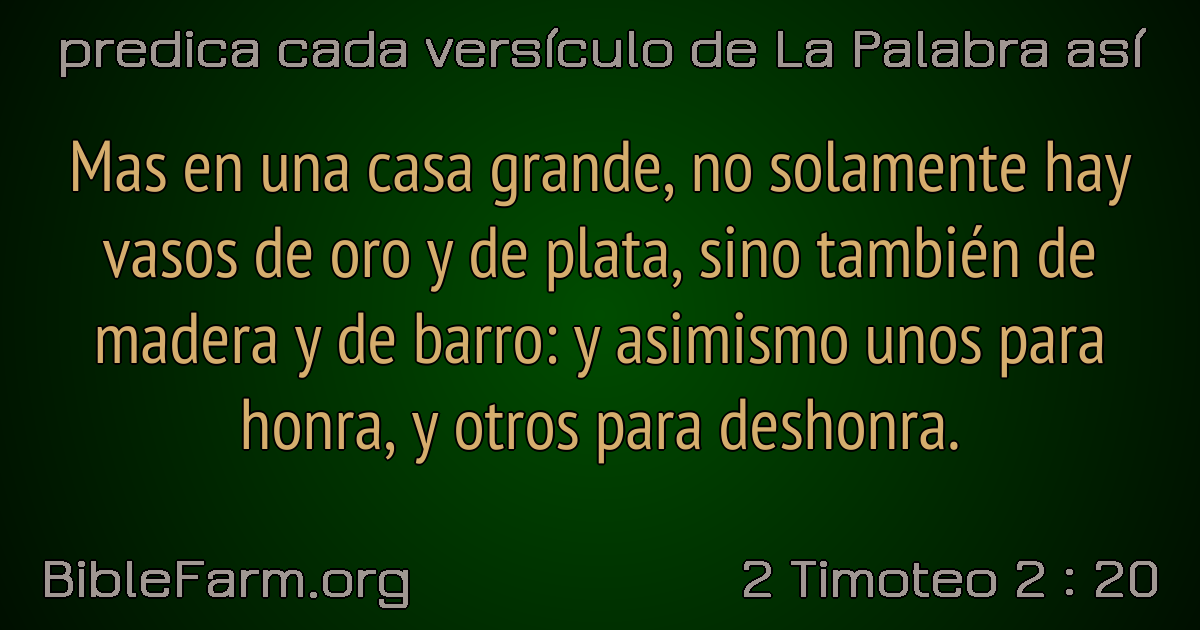 predica cada versículo de La Palabra así
Mas en una casa grande, no solamente hay
vasos de oro y de plata, sino también de
madera y de barro: y asimismo unos para
honra, y otros para deshonra.
BibleFarm.org
2 Timoteo 2 : 20